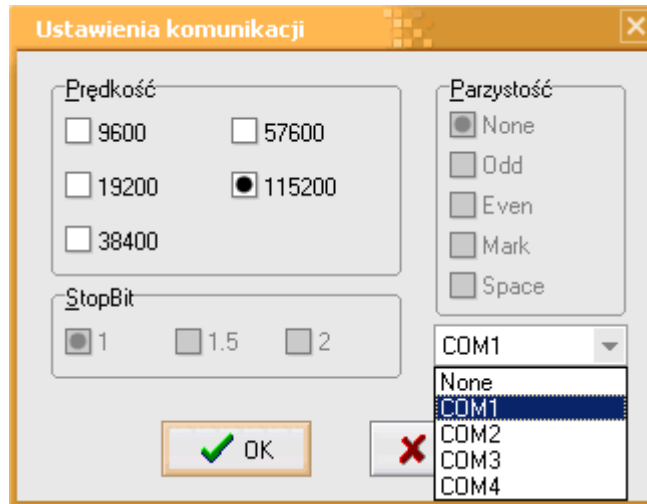 Ustawienia komunikacji
Prędkość
9600
57600
19200
115200
38400
Parzystość
None
Odd
Even
Mark
Space
StopBit
1
1.5
2
COM1
None
COM1
COM2
COM3
COM4
OK